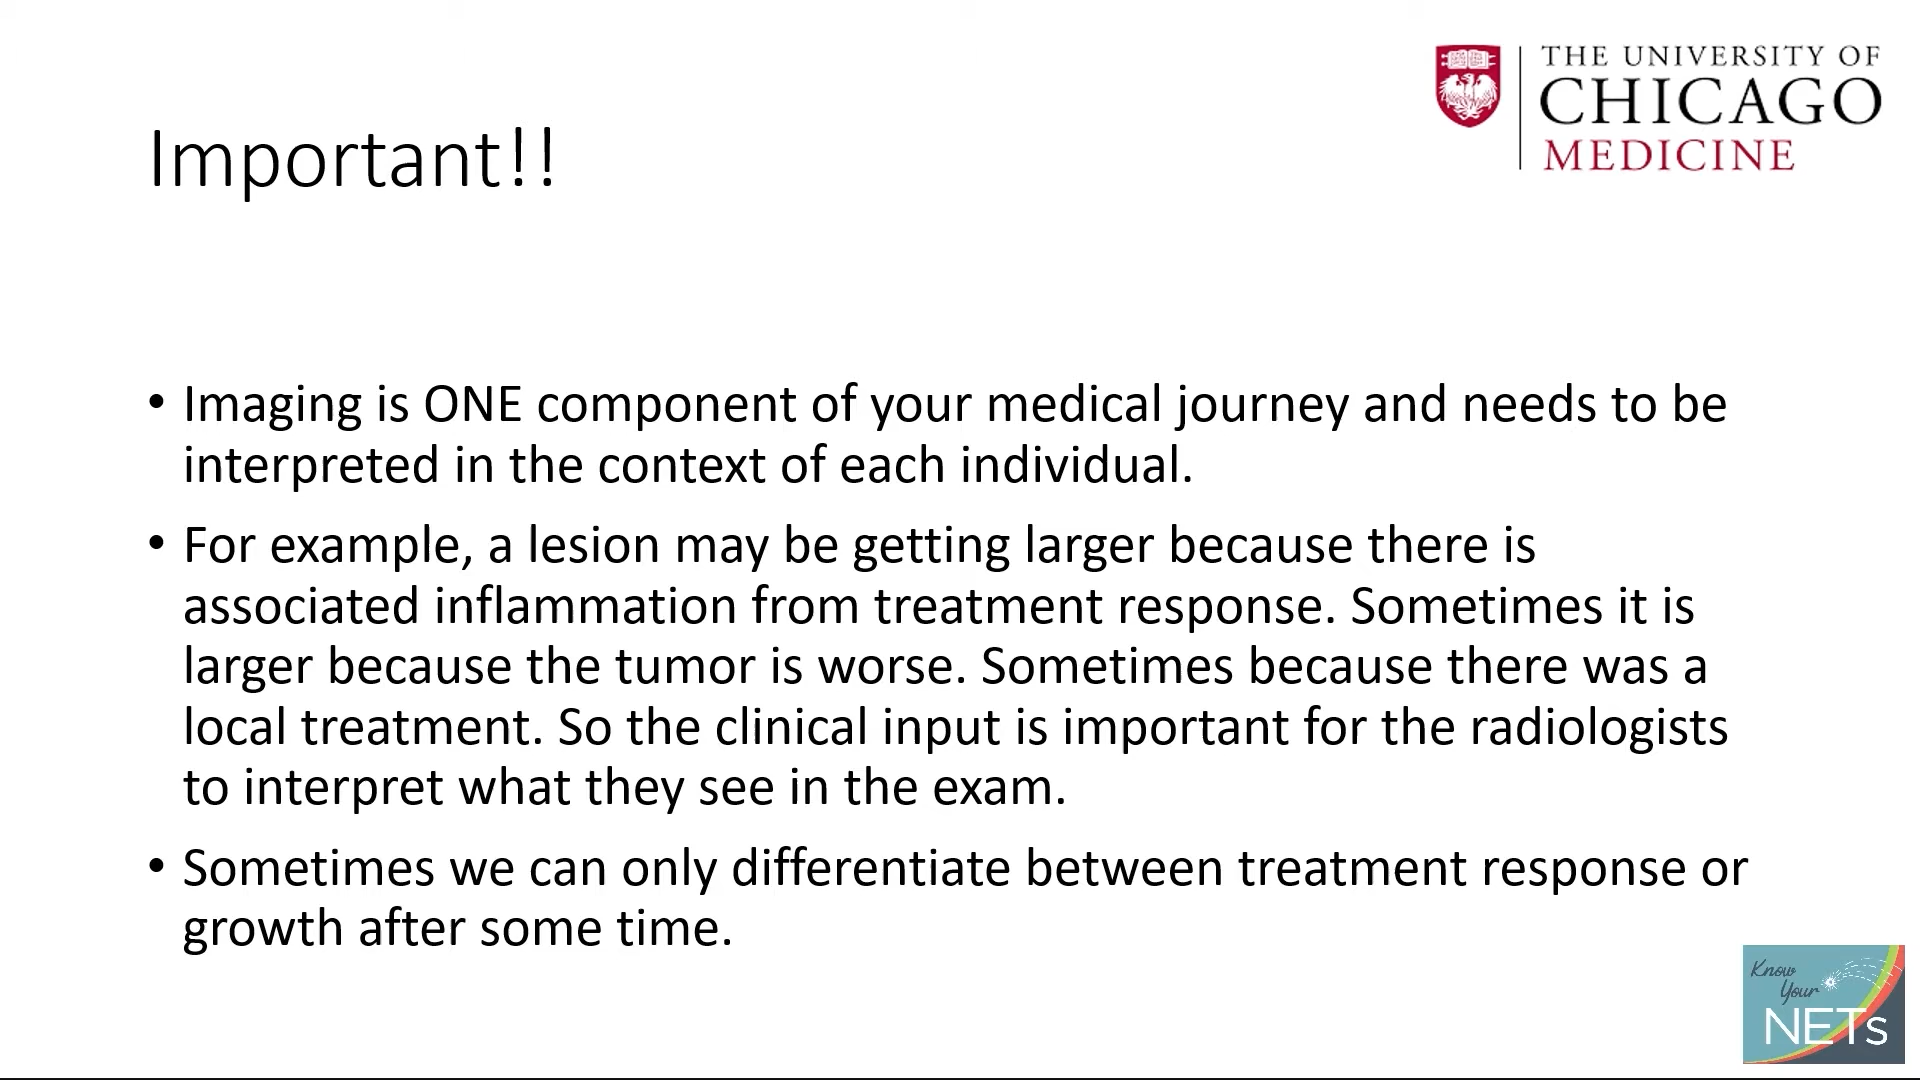 THE UNIVERSITY OF
CHICAGO
MEDICINE
Important!!
• Imaging is ONE component of your medical journey and needs to be
interpreted in the context of each individual.
• For example, a lesion may be getting larger because there is
associated inflammation from treatment response. Sometimes it is
larger because the tumor is worse. Sometimes because there was a
local treatment. So the clinical input is important for the radiologists
to interpret what they see in the exam.
• Sometimes we can only differentiate between treatment response or
growth after some time.
Know
Your
NETs